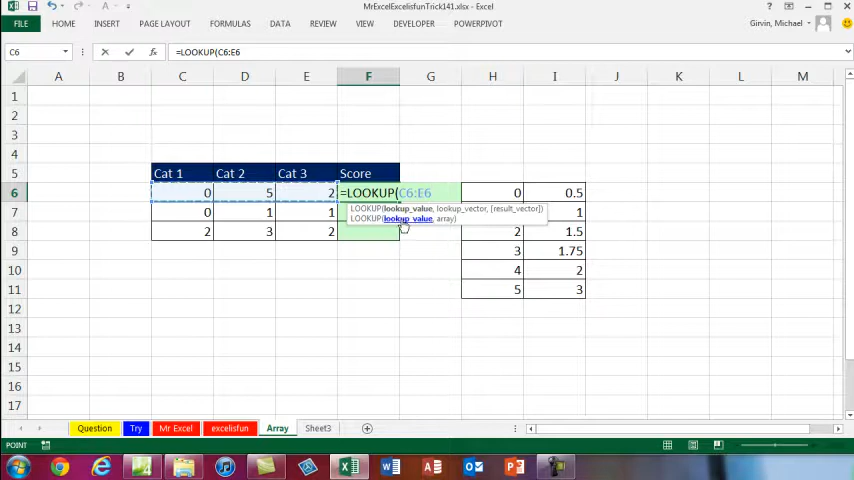 MrExcelExcelisfunTrick141.xlsx - Excel
FILE HOME INSERT PAGE LAYOUT FORMULAS DATA REVIEW VIEW DEVELOPER POWERPIVOT Girvin, Michael
C6 fx =LOOKUP(C6:E6
A B C D E F G H I J K L M
1
2
3
4
5 Cat 1 Cat 2 Cat 3 Score
6 0 5 2 =LOOKUP(C6:E6 0 0.5
LOOKUP(lookup_value, lookup_vector, [result_vector])
7 0 1 1 1
LOOKUP(lookup_value, array)
8 2 3 2 2 1.5
9 3 1.75
10 4 2
11 5 3
12
13
14
15
16
17
Question Try Mr Excel excelisfun Array Sheet3
POINT